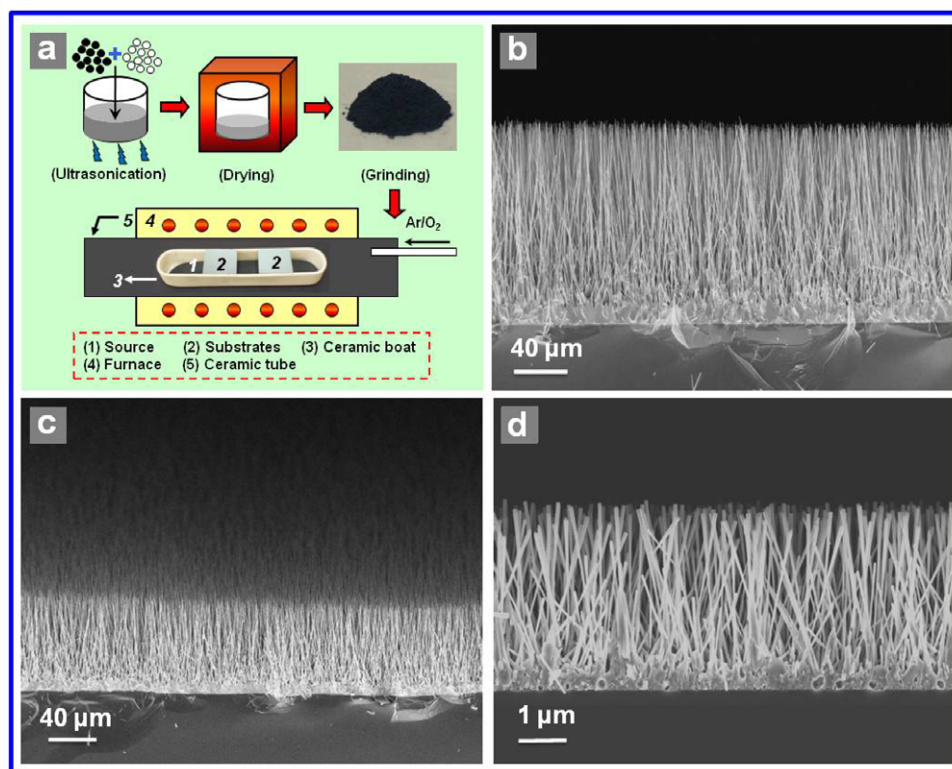 a
+
(Ultrasonication)
(Drying)
(Grinding)
5
4
Ar/O₂
1
2
2
3
(1) Source (2) Substrates (3) Ceramic boat
(4) Furnace (5) Ceramic tube
b
40 µm
c
40 µm
d
1 µm